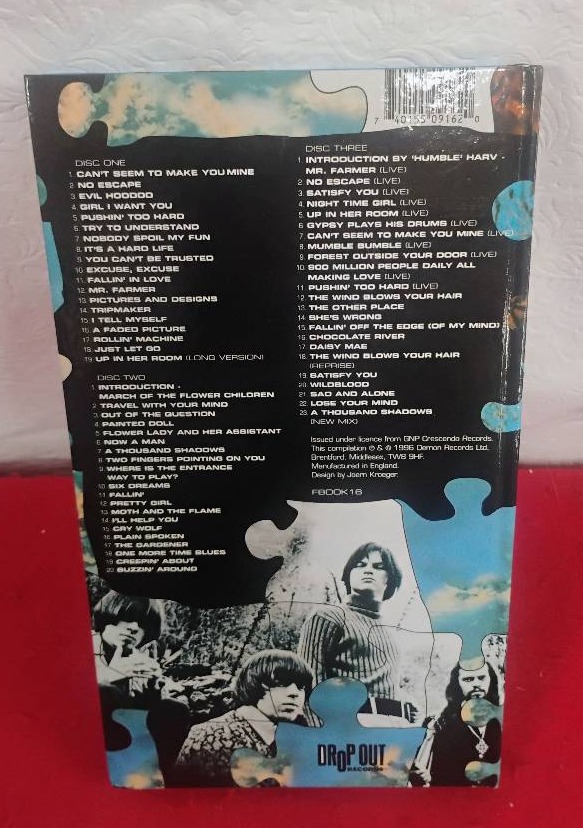 7 40155 09162 0
DISC ONE
1. CAN'T SEEM TO MAKE YOU MINE
2 NO ESCAPE
3. EVIL HOODOO
4. GIRL I WANT YOU
5. PUSHIN' TOO HARD
6. TRY TO UNDERSTAND
7. NOBODY SPOIL MY FUN
8. IT'S A HARD LIFE
9. YOU CAN'T BE TRUSTED
10 EXCUSE, EXCUSE
11. FALLIN' IN LOVE
12. MR. FARMER
13. PICTURES AND DESIGNS
14. TRIPMAKER
15. I TELL MYSELF
16. A FADED PICTURE
17. ROLLIN' MACHINE
18. JUST LET GO
19. UP IN HER ROOM (LONG VERSION)
DISC TWO
1 INTRODUCTION -
MARCH OF THE FLOWER CHILDREN
2 TRAVEL WITH YOUR MIND
3 OUT OF THE QUESTION
4 PAINTED DOLL
5 FLOWER LADY AND HER ASSISTANT
6 NOW A MAN
7 A THOUSAND SHADOWS
8 TWO FINGERS POINTING ON YOU
9. WHERE IS THE ENTRANCE
WAY TO PLAY?
10 SIX DREAMS
11. FALLIN'
12 PRETTY GIRL
13 MOTH AND THE FLAME
14 I'LL HELP YOU
15 CRY WOLF
16 PLAIN SPOKEN
17 THE GARDENER
18 ONE MORE TIME BLUES
19 CREEPIN' ABOUT
20 BUZZIN' AROUND
DISC THREE
1 INTRODUCTION BY 'HUMBLE' HARV -
MR. FARMER (LIVE)
2. NO ESCAPE (LIVE)
3. SATISFY YOU (LIVE)
4. NIGHT TIME GIRL (LIVE)
5. UP IN HER ROOM (LIVE)
6 GYPSY PLAYS HIS DRUMS (LIVE)
7. CAN'T SEEM TO MAKE YOU MINE (LIVE)
8. MUMBLE BUMBLE (LIVE)
9. FOREST OUTSIDE YOUR DOOR (LIVE)
10. 900 MILLION PEOPLE DAILY ALL
MAKING LOVE (LIVE)
11 PUSHIN' TOO HARD (LIVE)
12 THE WIND BLOWS YOUR HAIR
13. THE OTHER PLACE
14. SHE'S WRONG
15. FALLIN' OFF THE EDGE (OF MY MIND)
16. CHOCOLATE RIVER
17. DAISY MAE
18. THE WIND BLOWS YOUR HAIR
(REPRISE)
19. SATISFY YOU
20. WILDBLOOD
21. SAD AND ALONE
22. LOSE YOUR MIND
23. A THOUSAND SHADOWS
(NEW MIX)
Issued under licence from GNP Crescendo Records.
This compilation ℗ & © 1996 Demon Records Ltd.,
Brentford, Middlesex, TW8 9HF.
Manufactured in England.
Design by Joern Kroeger.
FBOOK16
DROP OUT
RECORDS